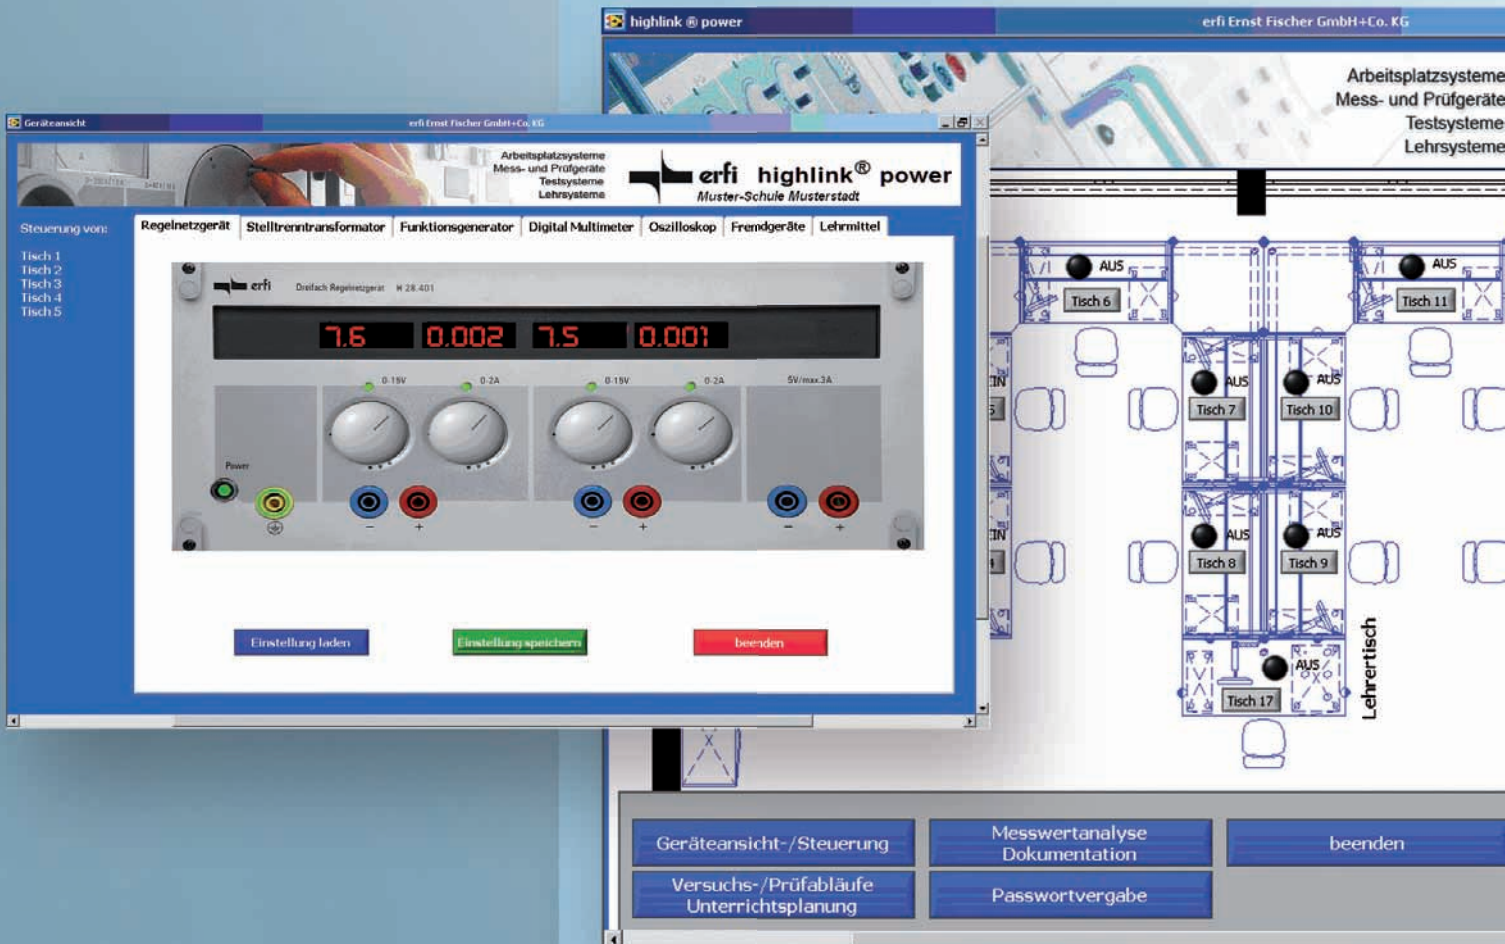 highlink ® power
erfi Ernst Fischer GmbH+Co. KG
Arbeitsplatzsysteme
Mess- und Prüfgeräte
Testsysteme
Lehrsysteme
Geräteansicht
erfi Ernst Fischer GmbH+Co. KG
Arbeitsplatzsysteme
Mess- und Prüfgeräte
Testsysteme
Lehrsysteme
erfi highlink® power
Muster-Schule Musterstadt
Steuerung von:
Tisch 1
Tisch 2
Tisch 3
Tisch 4
Tisch 5
Regelnetzgerät
Stelltrenntransformator
Funktionsgenerator
Digital Multimeter
Oszilloskop
Fremdgeräte
Lehrmittel
erfi
Dreifach Regelnetzgerät H 28.401
7.6 0.002 7.5 0.001
0-15V 0-2A 0-15V 0-2A 5V/max.3A
Power
− + − + − +
Einstellung laden
Einstellung speichern
beenden
AUS
Tisch 6
AUS
Tisch 11
AUS
Tisch 7
AUS
Tisch 10
AUS
Tisch 8
AUS
Tisch 9
AUS
Tisch 17
Lehrertisch
Geräteansicht-/Steuerung
Messwertanalyse
Dokumentation
beenden
Versuchs-/Prüfabläufe
Unterrichtsplanung
Passwortvergabe